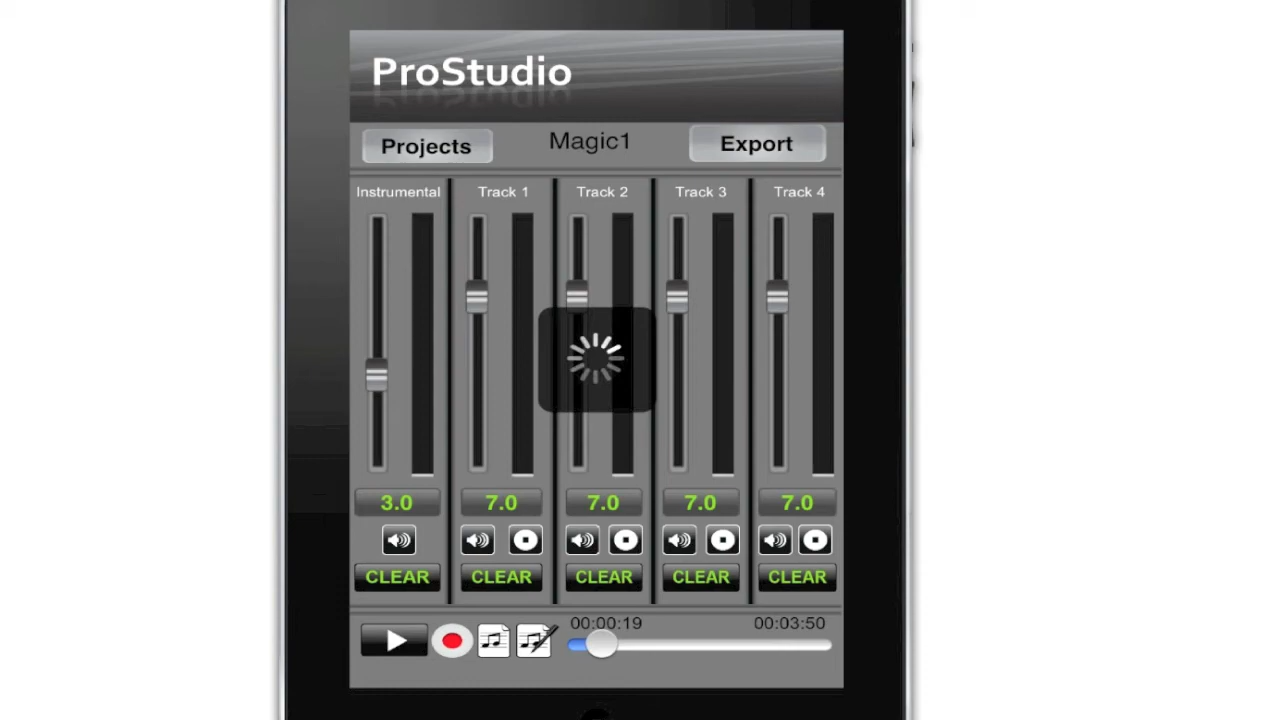 ProStudio
Projects Magic1 Export
Instrumental Track 1 Track 2 Track 3 Track 4
3.0 7.0 7.0 7.0 7.0
CLEAR CLEAR CLEAR CLEAR CLEAR
00:00:19 00:03:50